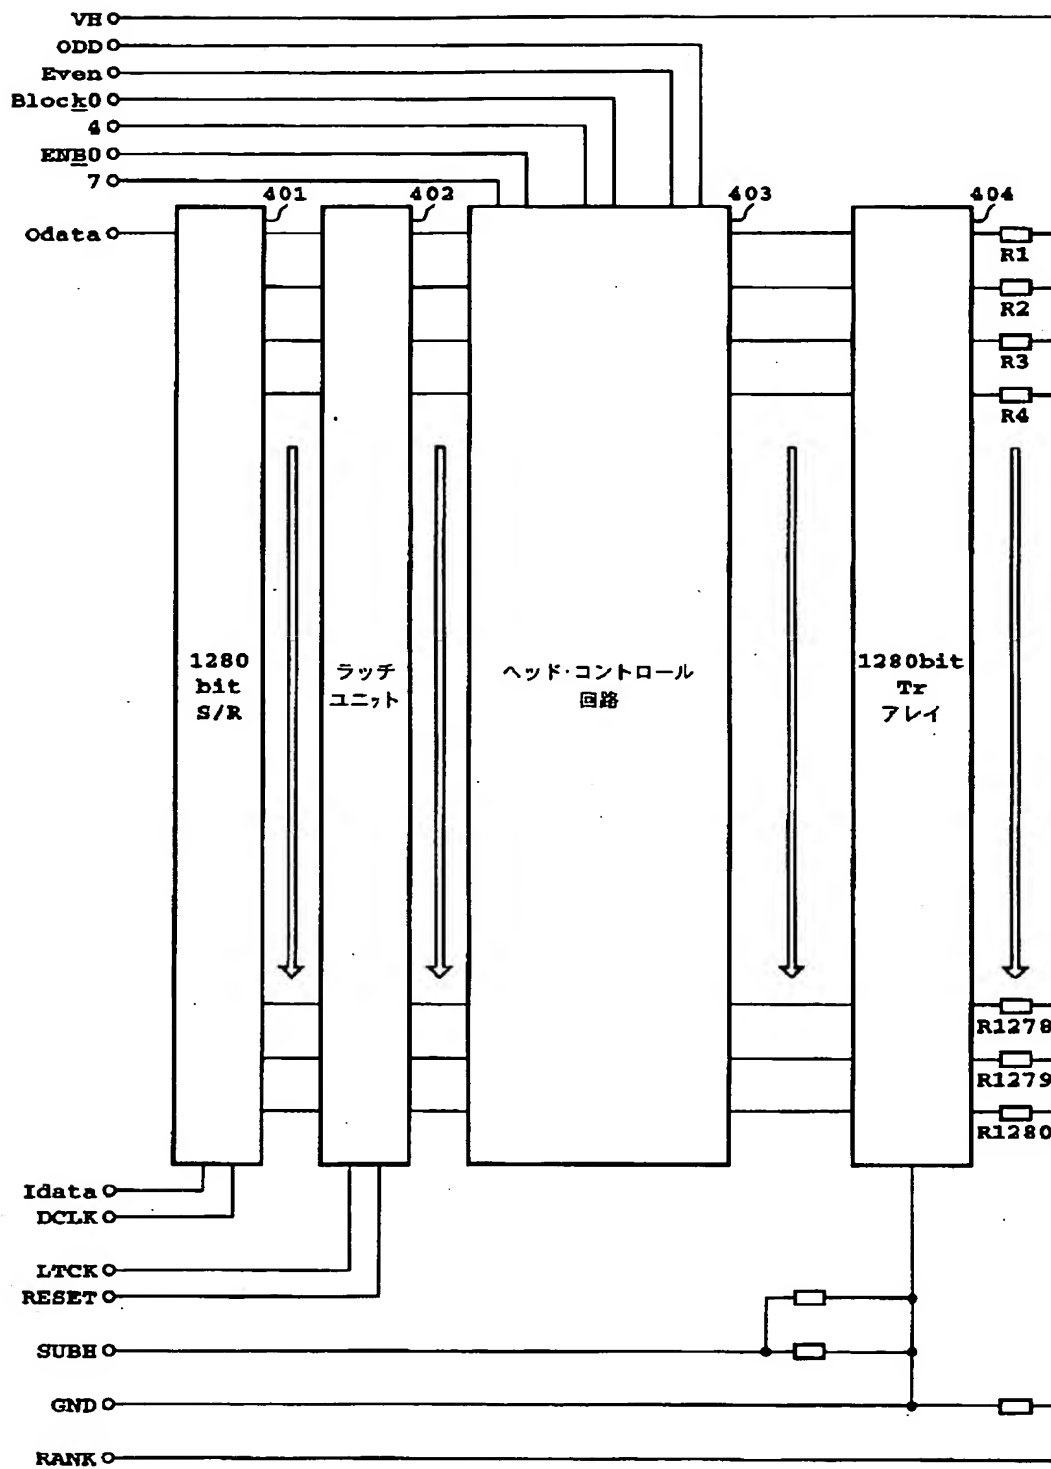 VH
ODD
Even
Block0
4
ENB0
7
401
402
403
404
Odata
R1
R2
R3
R4
1280
bit
S/R
ラッチ
ユニット
ヘッド・コントロール
回路
1280bit
Tr
アレイ
R1278
R1279
R1280
Idata
DCLK
LTCK
RESET
SUBH
GND
RANK